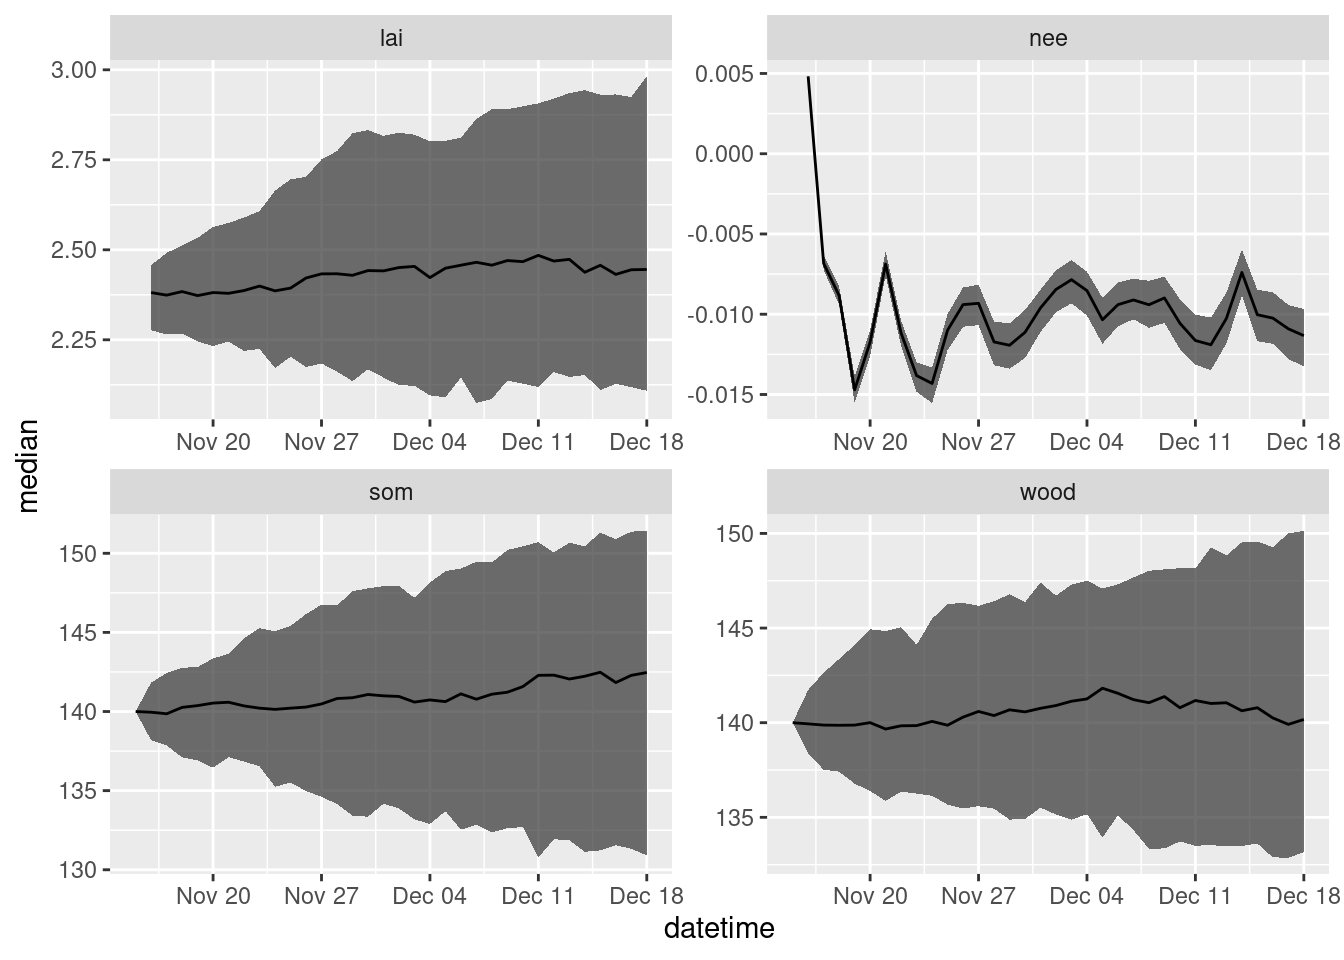 lai
3.00
2.75
2.50
2.25
Nov 20 Nov 27 Dec 04 Dec 11 Dec 18
nee
0.005
0.000
-0.005
-0.010
-0.015
Nov 20 Nov 27 Dec 04 Dec 11 Dec 18
median
som
150
145
140
135
130
Nov 20 Nov 27 Dec 04 Dec 11 Dec 18
wood
150
145
140
135
Nov 20 Nov 27 Dec 04 Dec 11 Dec 18
datetime